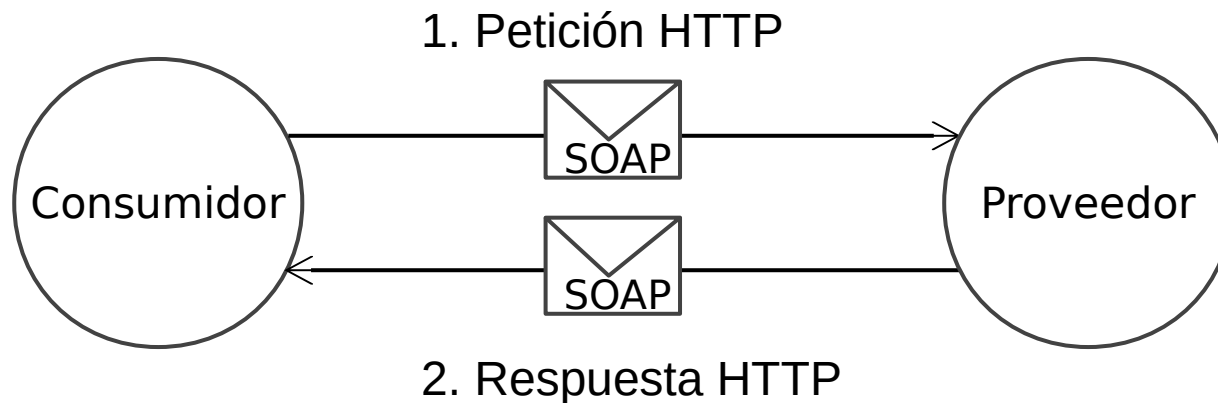 1. Petición HTTP
SOAP
Consumidor
Proveedor
SOAP
2. Respuesta HTTP